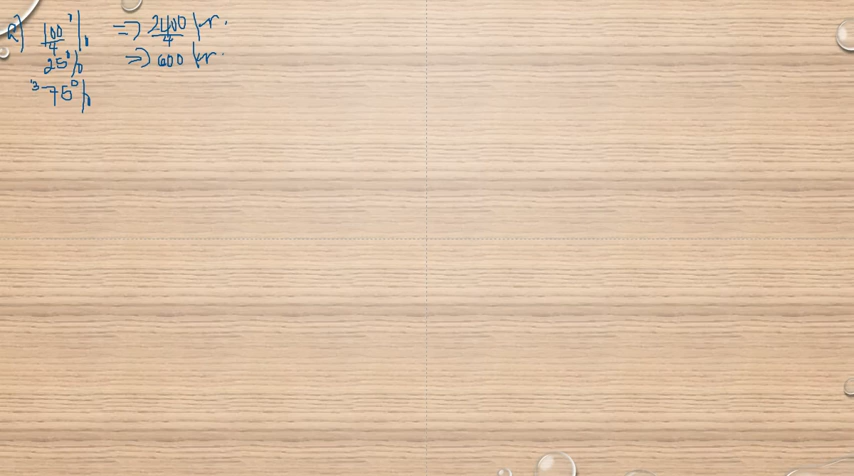 2) 100/4 % => 2400/4 kr.
25% => 600 kr.
·3 75%